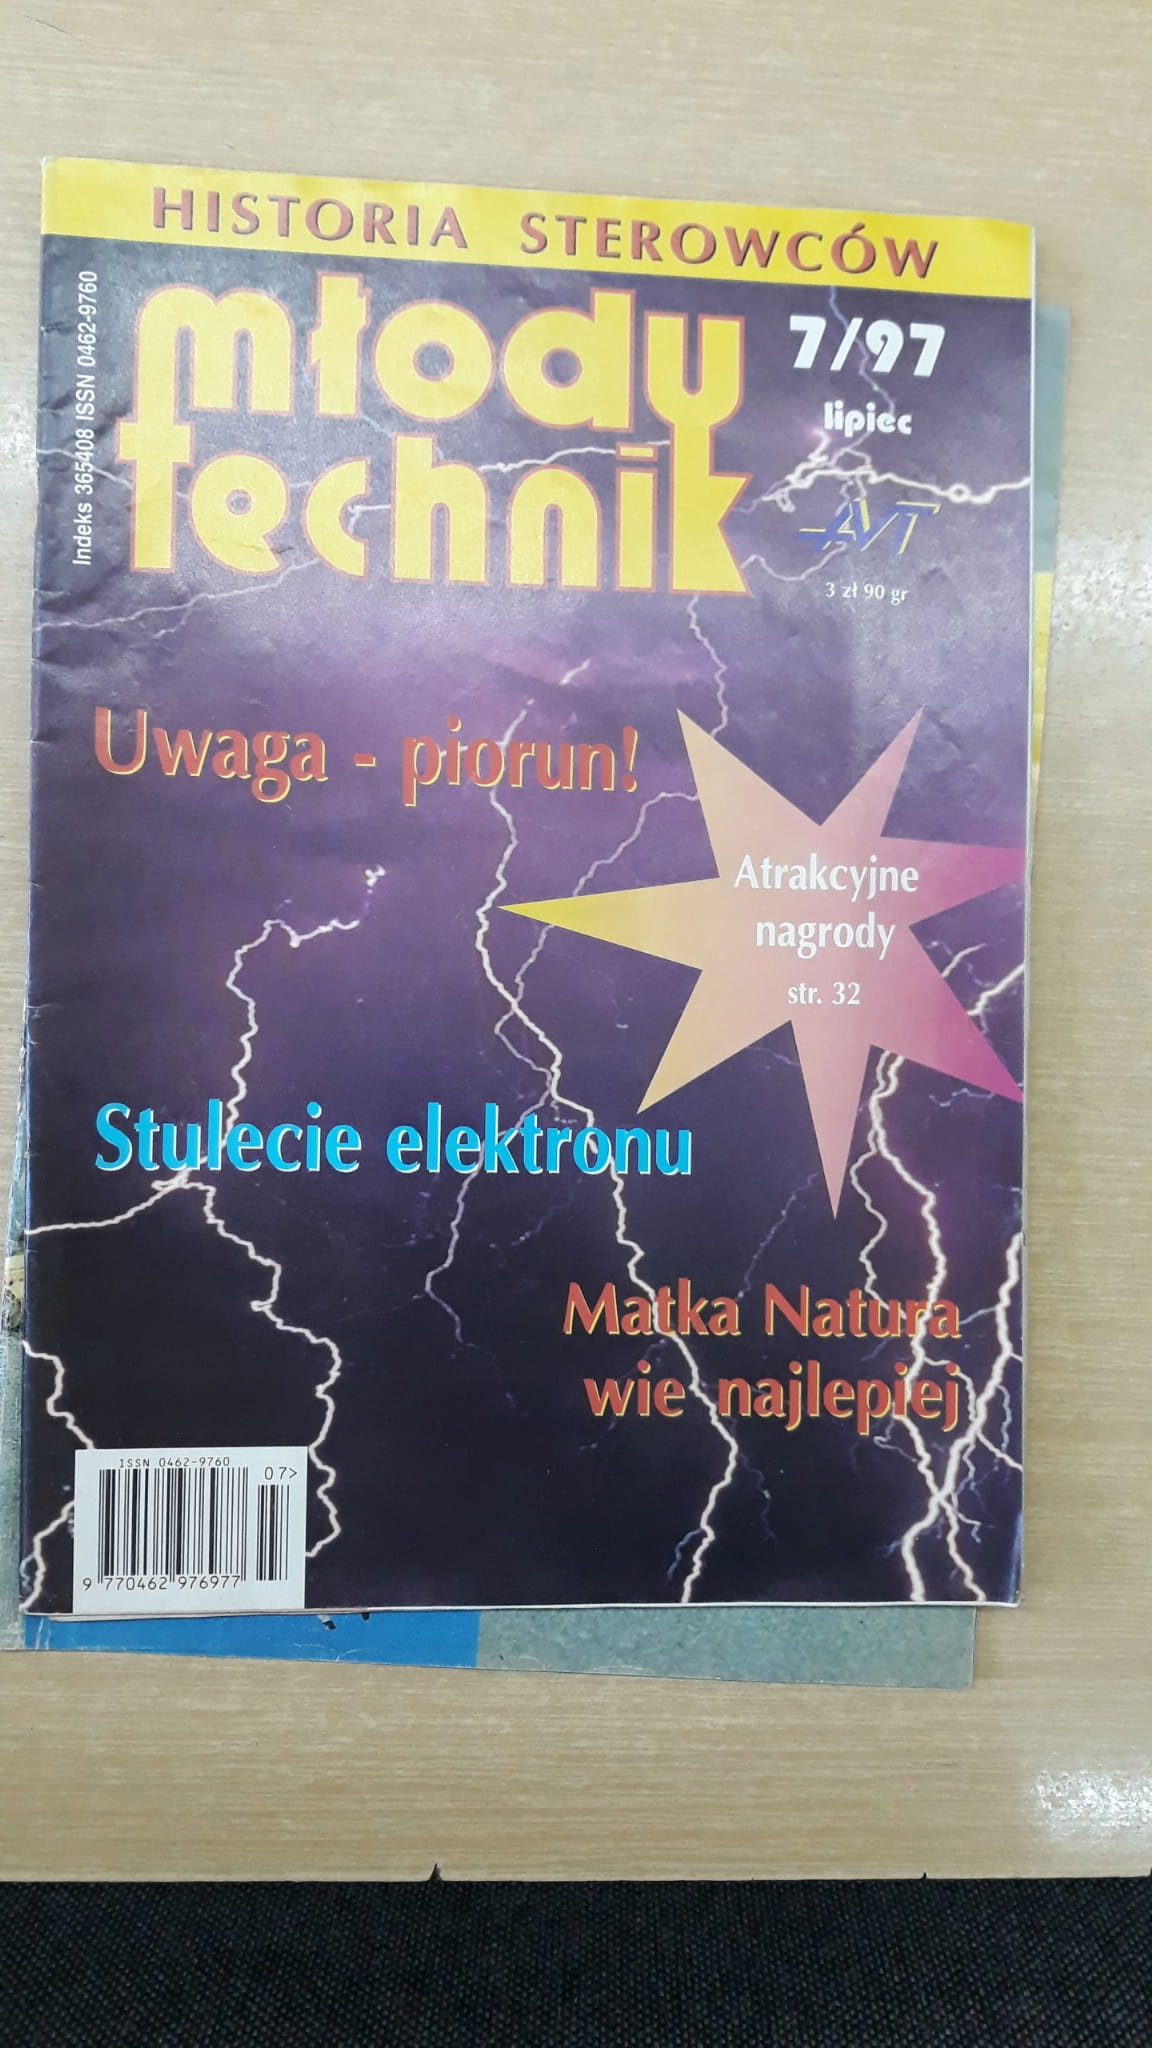 HISTORIA STEROWCÓW
Indeks 365408 ISSN 0462-9760
młody
technik
7/97
lipiec
AVT
3 zł 90 gr
Uwaga - piorun!
Atrakcyjne
nagrody
str. 32
Stulecie elektronu
Matka Natura
wie najlepiej
ISSN 0462-9760
07>
9 770462 976977